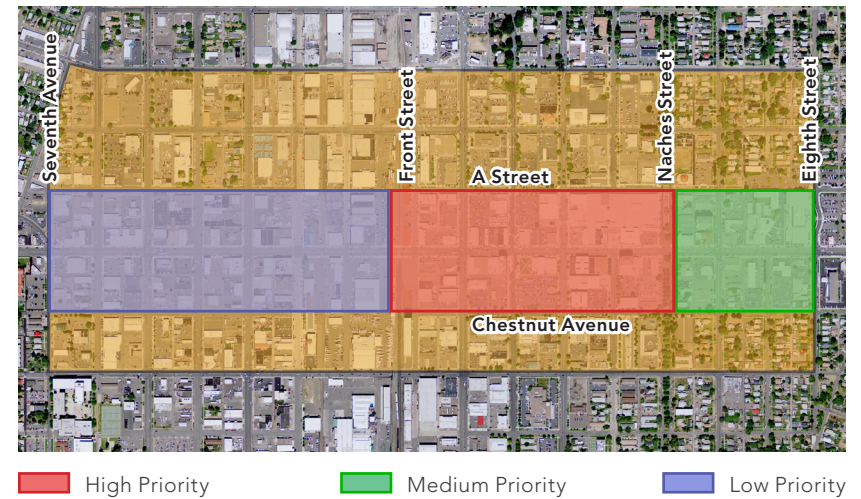 Seventh Avenue
Front Street
Naches Street
Eighth Street
A Street
Chestnut Avenue
High Priority
Medium Priority
Low Priority